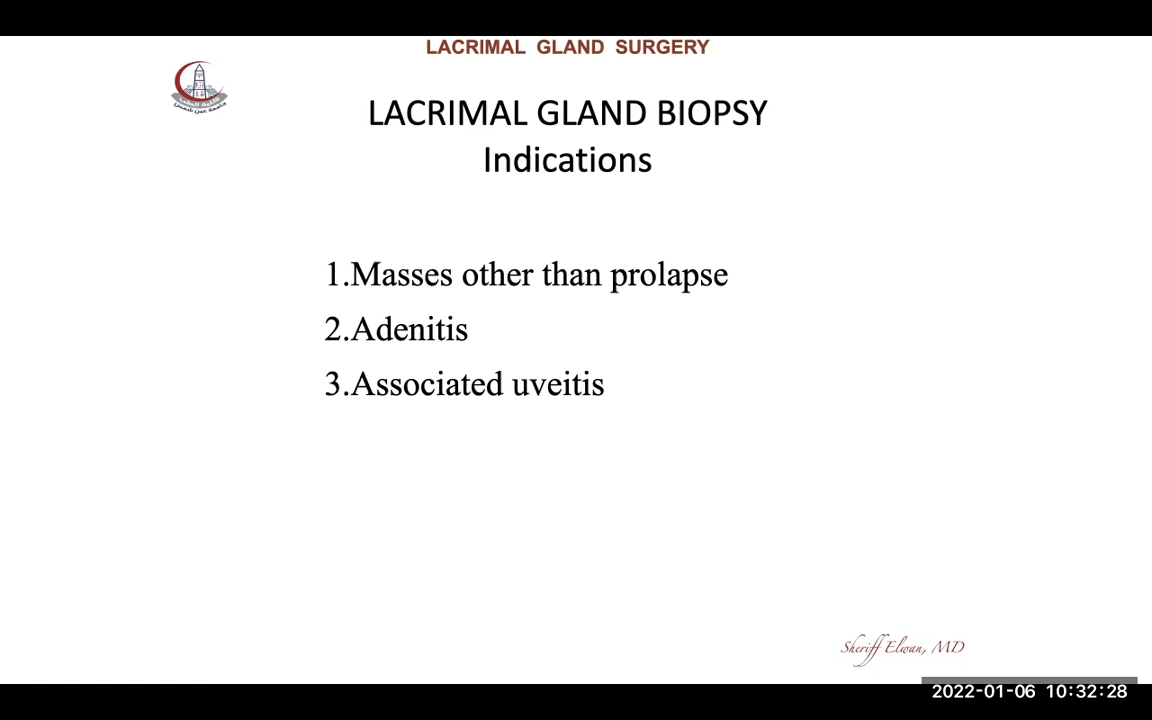 LACRIMAL GLAND SURGERY
LACRIMAL GLAND BIOPSY
Indications
1.Masses other than prolapse
2.Adenitis
3.Associated uveitis
Sheriff Elwan, MD
2022-01-06 10:32:28